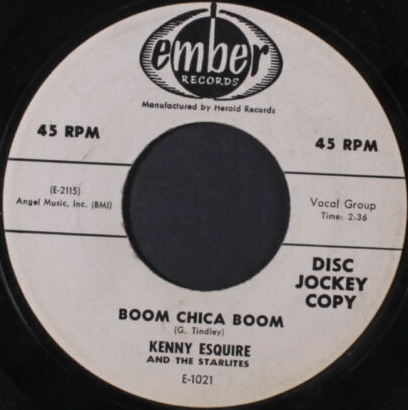 ember
RECORDS
Manufactured by Herald Records
45 RPM
45 RPM
(E-2115)
Angel Music, Inc. (BMI)
Vocal Group
Time: 2:36
DISC
JOCKEY
COPY
BOOM CHICA BOOM
(G. Tindley)
KENNY ESQUIRE
AND THE STARLITES
E-1021